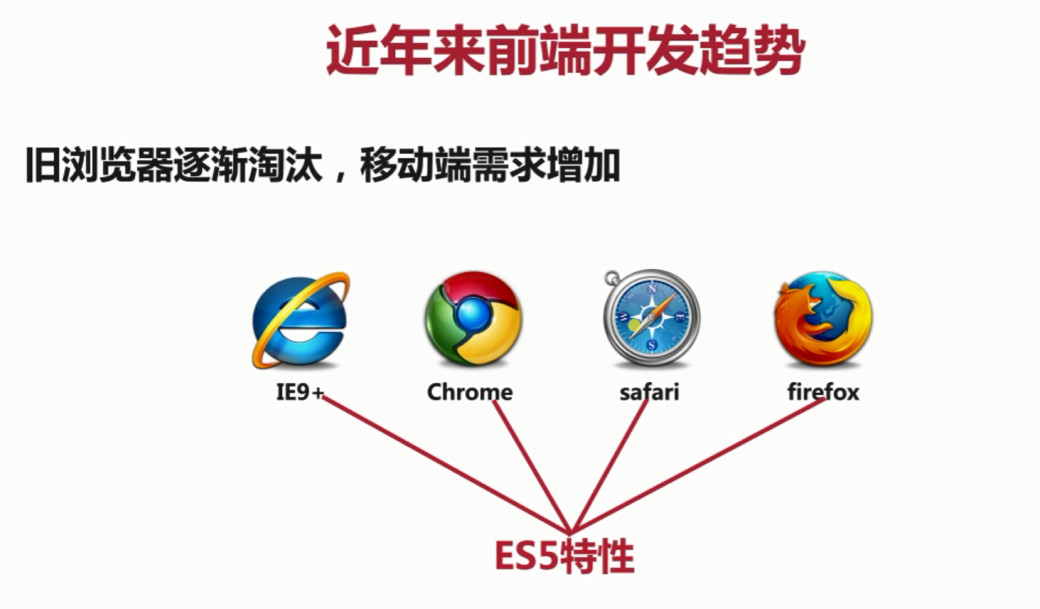 近年来前端开发趋势
旧浏览器逐渐淘汰，移动端需求增加
N
W
E
S
IE9+
Chrome
safari
firefox
ES5特性